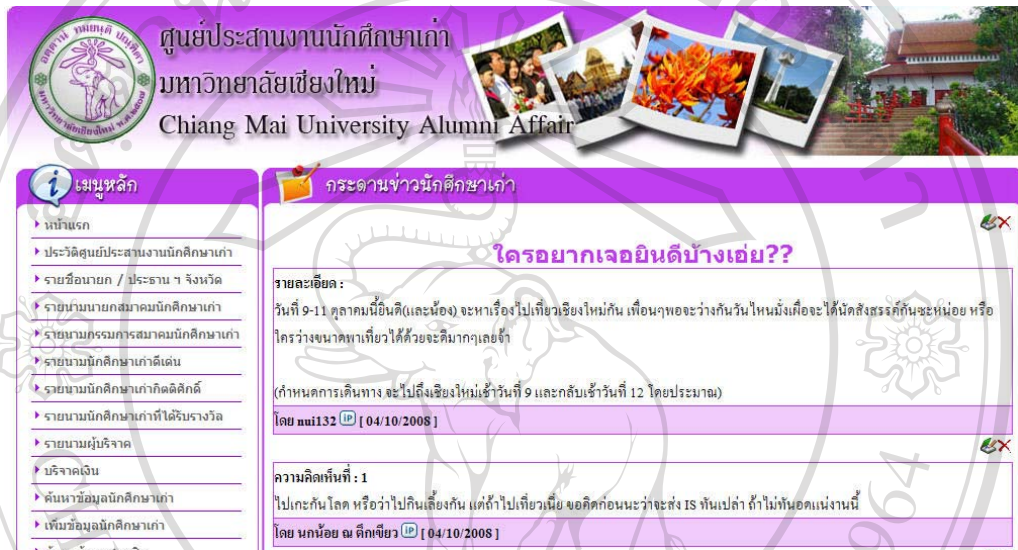 ศูนย์ประสานงานนักศึกษาเก่า
มหาวิทยาลัยเชียงใหม่
Chiang Mai University Alumni Affair
เมนูหลัก
หน้าแรก
ประวัติศูนย์ประสานงานนักศึกษาเก่า
รายชื่อนายก / ประธาน ฯ จังหวัด
รายนามนายกสมาคมนักศึกษาเก่า
รายนามกรรมการสมาคมนักศึกษาเก่า
รายนามนักศึกษาเก่าดีเด่น
รายนามนักศึกษาเก่ากิตติศักดิ์
รายนามนักศึกษาเก่าที่ได้รับรางวัล
รายนามผู้บริจาค
บริจาคเงิน
ค้นหาข้อมูลนักศึกษาเก่า
เพิ่มข้อมูลนักศึกษาเก่า
กระดานข่าวนักศึกษาเก่า
ใครอยากเจอยินดีบ้างเอ่ย??
รายละเอียด :
วันที่ 9-11 ตุลาคมนี้ยินดี(และน้อง) จะหาเรื่องไปเที่ยวเชียงใหม่กัน เพื่อนๆพอจะว่างกันวันไหนมั่งเผื่อจะได้นัดสังสรรค์กันซะหน่อย หรือ
ใครว่างขนาดพาเที่ยวได้ด้วยจะดีมากๆเลยจ้า
(กำหนดการเดินทาง จะไปถึงเชียงใหม่เช้าวันที่ 9 และกลับเช้าวันที่ 12 โดยประมาณ)
โดย nui132 IP [ 04/10/2008 ]
ความคิดเห็นที่ : 1
ไปเกะกันโลด หรือว่าไปกินเลี้ยงกัน แต่ถ้าไปเที่ยวเนี่ย ขอคิดก่อนนะว่าจะส่ง IS ทันเปล่า ถ้าไม่ทันอดแน่งานนี้
โดย นกน้อย ณ ตึกเขียว IP [ 04/10/2008 ]